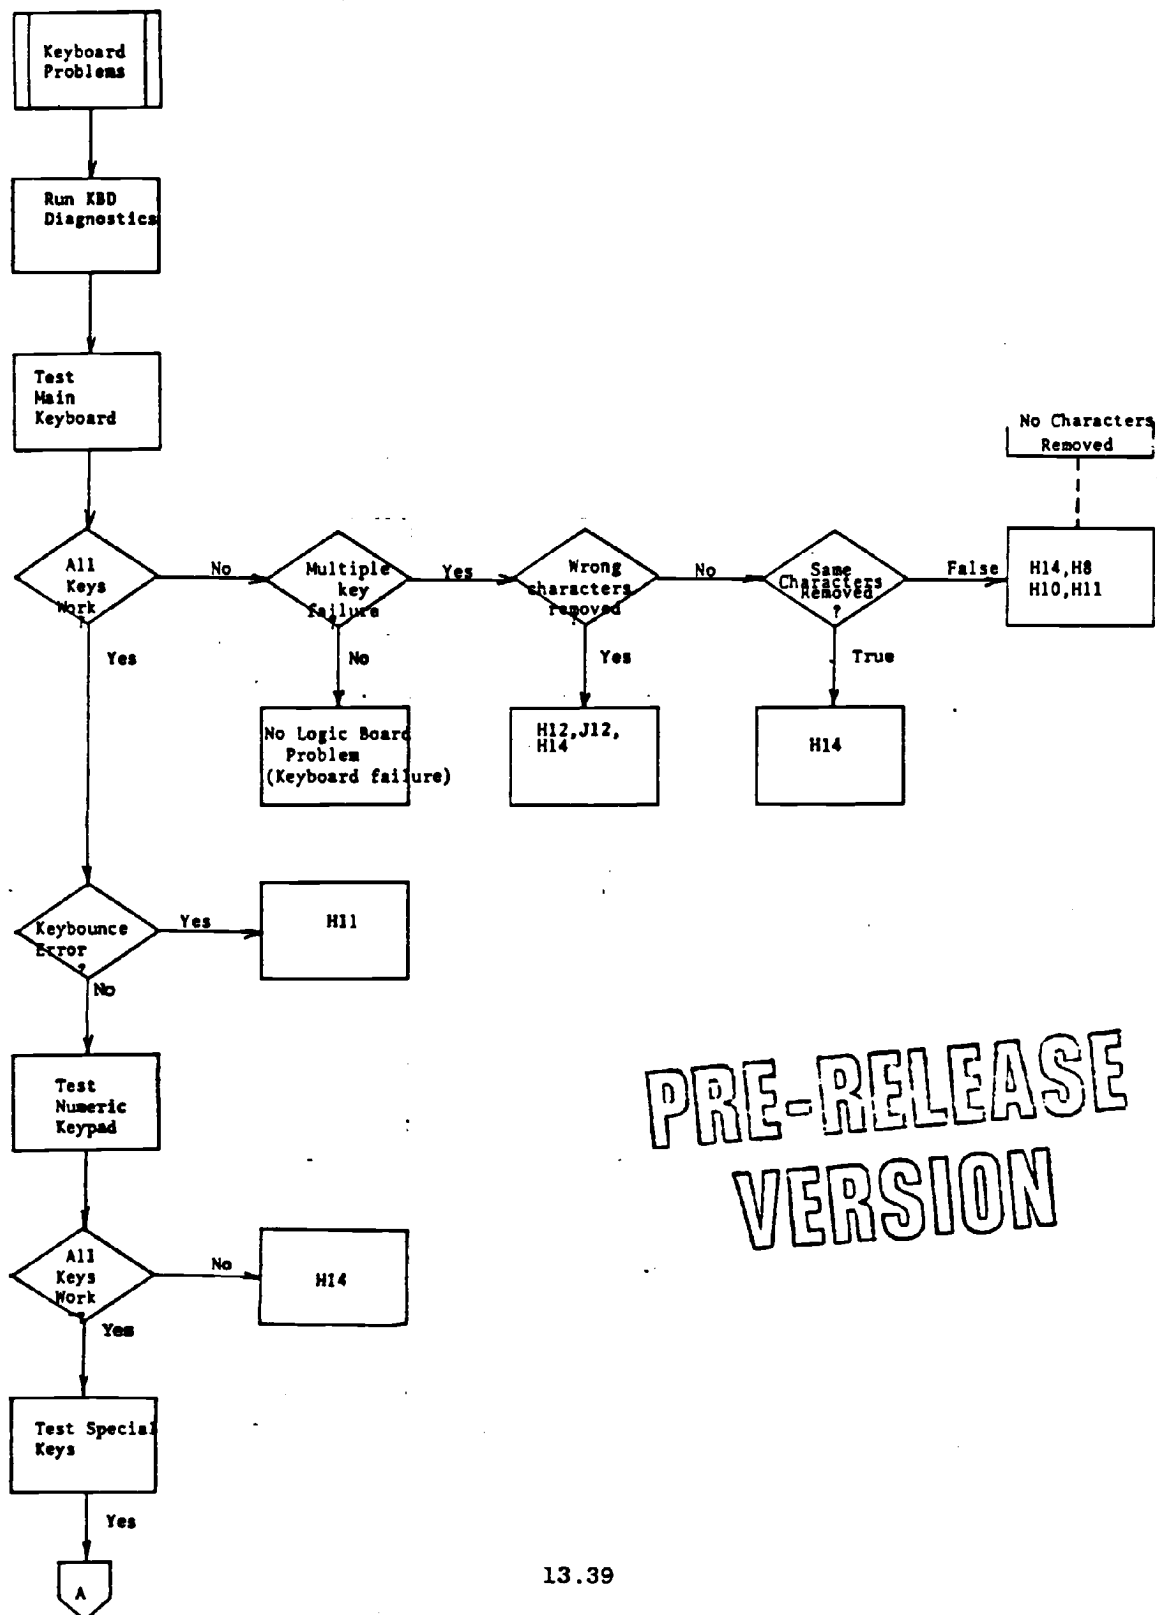 Keyboard
Problems
Run KBD
Diagnostics
Test
Main
Keyboard
No Characters
Removed
All
Keys
Work
?
No
Multiple
key
failure
?
Yes
Wrong
characters
removed
?
No
Same
Characters
Removed
?
False
H14,H8
H10,H11
Yes
No
Yes
True
No Logic Board
Problem
(Keyboard failure)
H12,J12,
H14
H14
Keybounce
Error
?
Yes
H11
No
Test
Numeric
Keypad
PRE-RELEASE
VERSION
All
Keys
Work
?
No
H14
Yes
Test Special
Keys
Yes
A
13.39